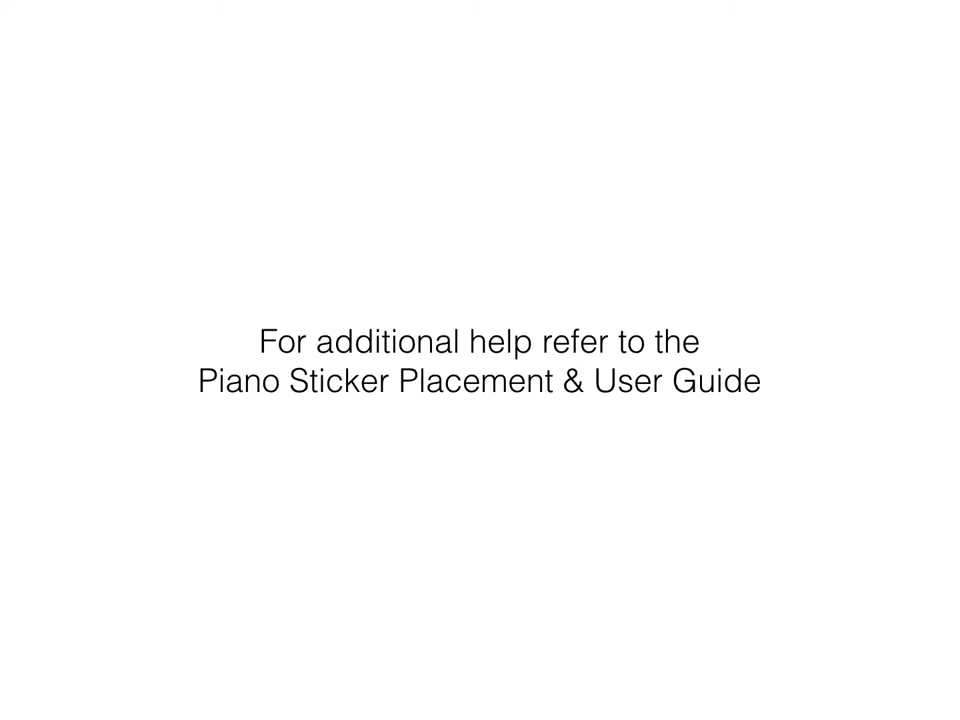 For additional help refer to the
Piano Sticker Placement & User Guide